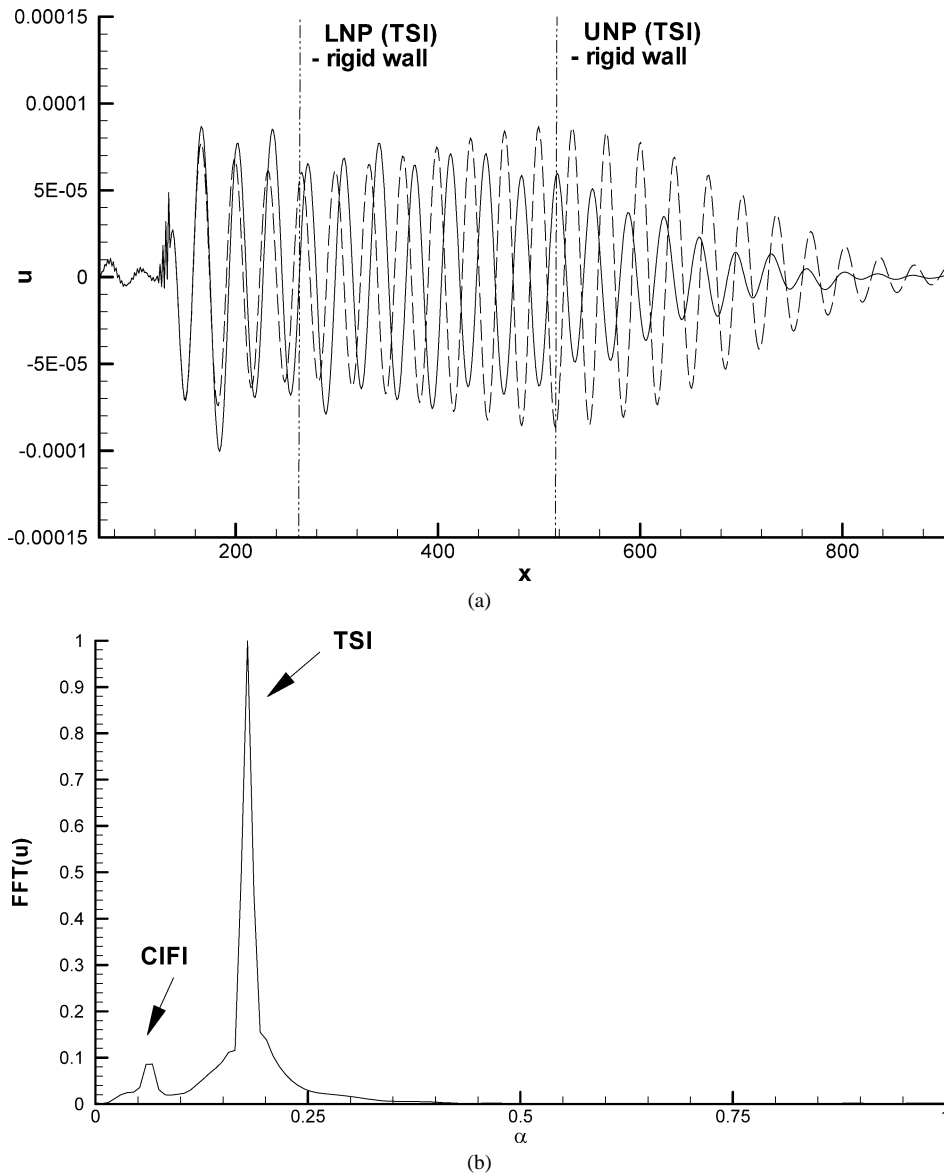 0.00015
LNP (TSI)
- rigid wall
UNP (TSI)
- rigid wall
0.0001
5E-05
u
0
-5E-05
-0.0001
-0.00015
200
400
600
800
x
(a)
1
TSI
0.9
0.8
0.7
0.6
FFT(u)
0.5
0.4
CIFI
0.3
0.2
0.1
0
0
0.25
0.5
0.75
1
α
(b)